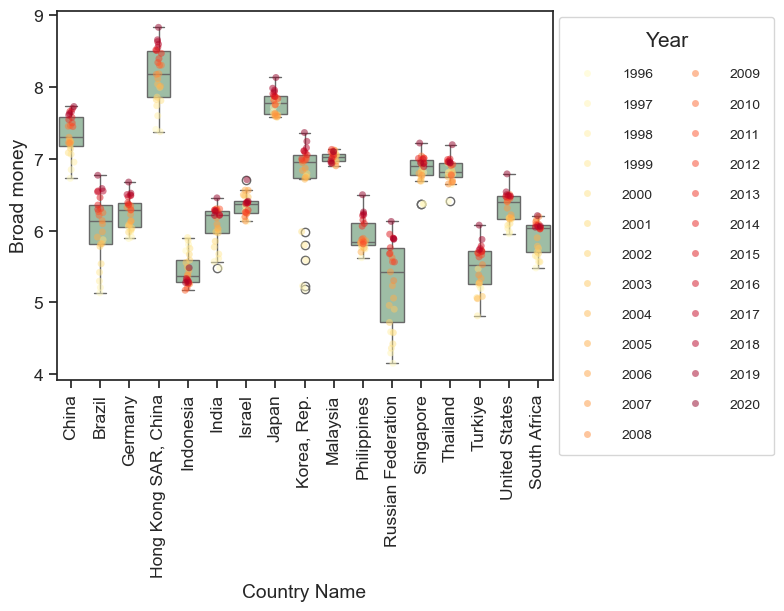 9
8
7
6
5
4
Broad money
China
Brazil
Germany
Hong Kong SAR, China
Indonesia
India
Israel
Japan
Korea, Rep.
Malaysia
Philippines
Russian Federation
Singapore
Thailand
Turkiye
United States
South Africa
Country Name
Year
1996
1997
1998
1999
2000
2001
2002
2003
2004
2005
2006
2007
2008
2009
2010
2011
2012
2013
2014
2015
2016
2017
2018
2019
2020